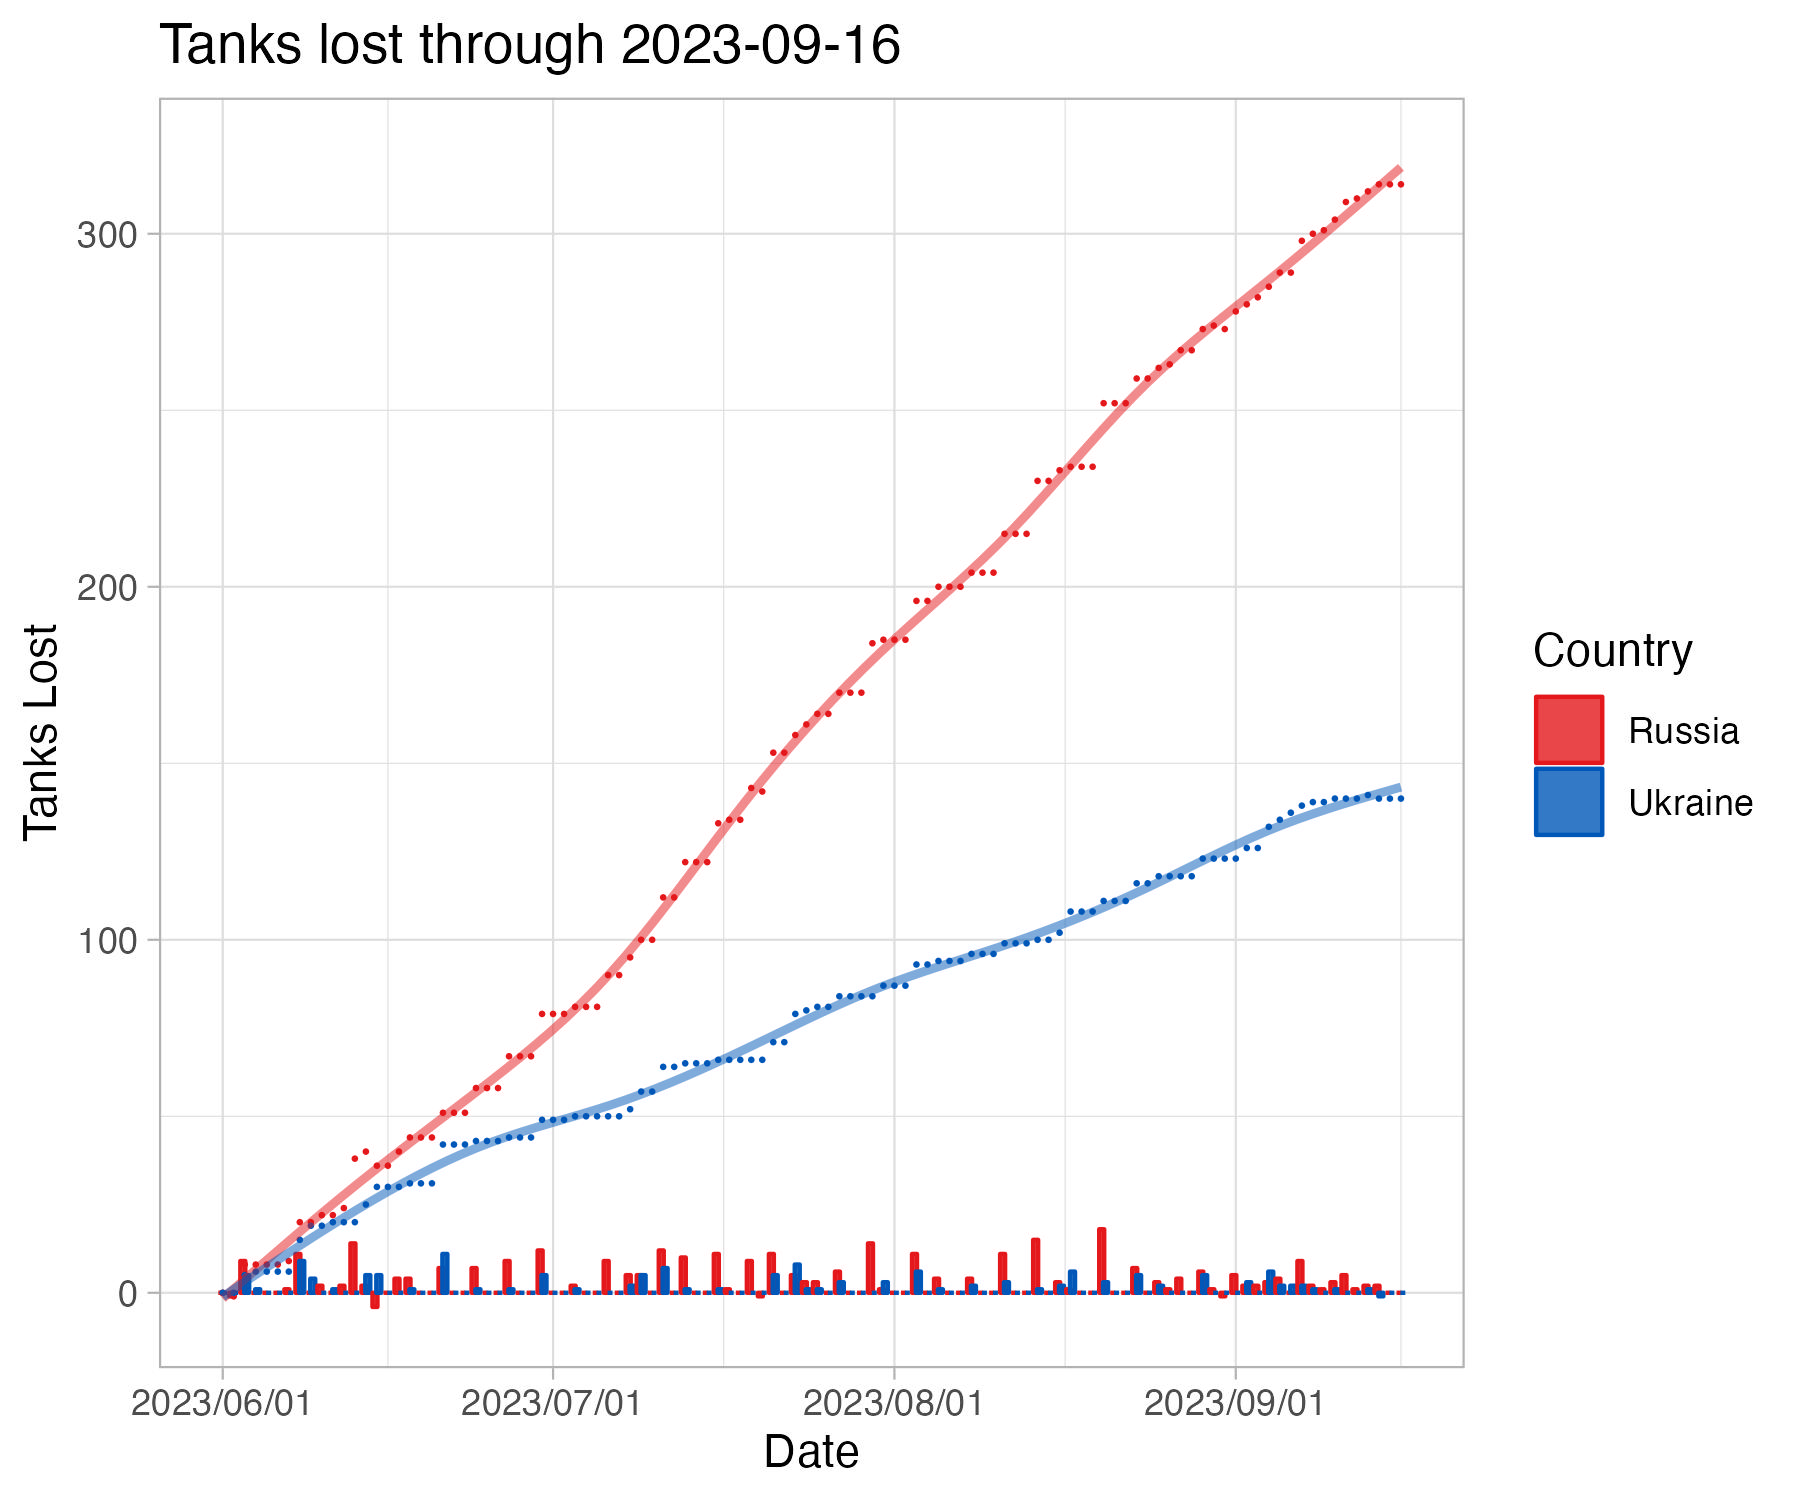 Tanks lost through 2023-09-16
Tanks Lost
300
200
100
0
2023/06/01 2023/07/01 2023/08/01 2023/09/01
Date
Country
Russia
Ukraine